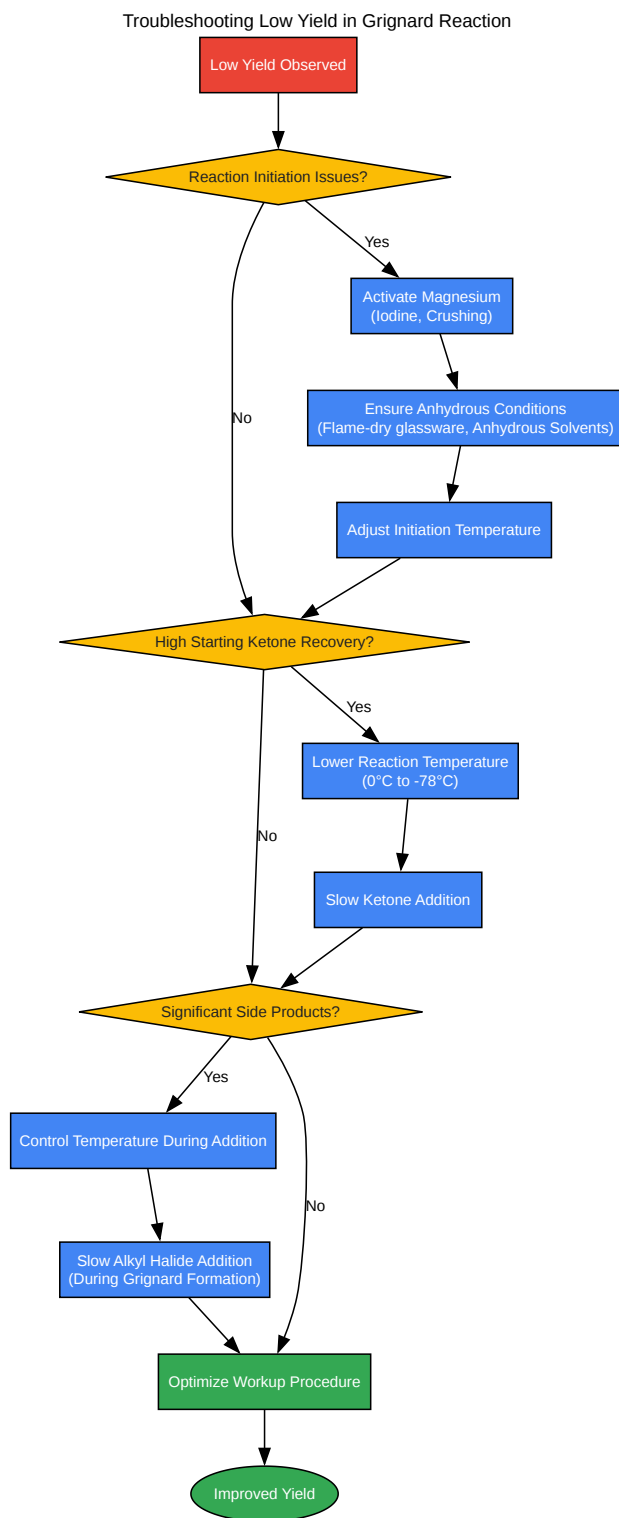 Troubleshooting Low Yield in Grignard Reaction
Low Yield Observed
Reaction Initiation Issues?
Yes
Activate Magnesium
(Iodine, Crushing)
No
Ensure Anhydrous Conditions
(Flame-dry glassware, Anhydrous Solvents)
Adjust Initiation Temperature
High Starting Ketone Recovery?
Yes
Lower Reaction Temperature
(0°C to -78°C)
No
Slow Ketone Addition
Significant Side Products?
Yes
Control Temperature During Addition
No
Slow Alkyl Halide Addition
(During Grignard Formation)
Optimize Workup Procedure
Improved Yield